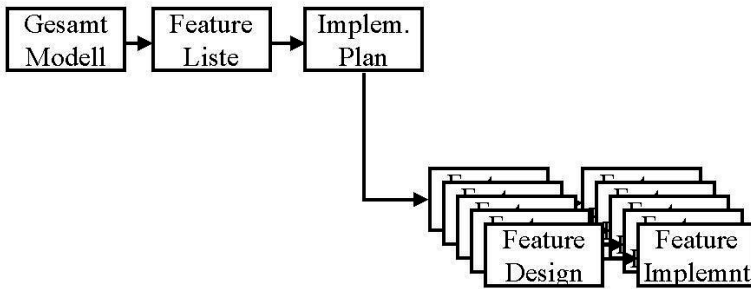 Gesamt
Modell
Feature
Liste
Implem.
Plan
Feature
Design
Feature
Implemnt